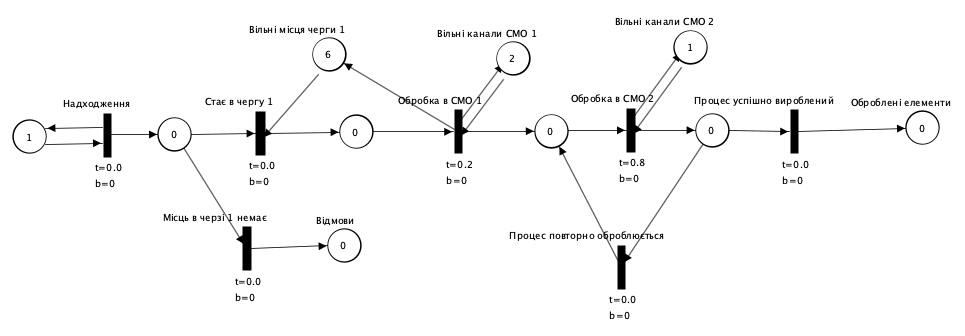 Вільні місця черги 1
6
Вільні канали СМО 1
2
Вільні канали СМО 2
1
Надходження
1
t=0.0
b=0
0
Стає в чергу 1
t=0.0
b=0
0
Обробка в СМО 1
t=0.2
b=0
0
Обробка в СМО 2
t=0.8
b=0
0
Процес успішно вироблений
t=0.0
b=0
Оброблені елементи
0
Місць в черзі 1 немає
t=0.0
b=0
Відмови
0
Процес повторно оброблюється
t=0.0
b=0